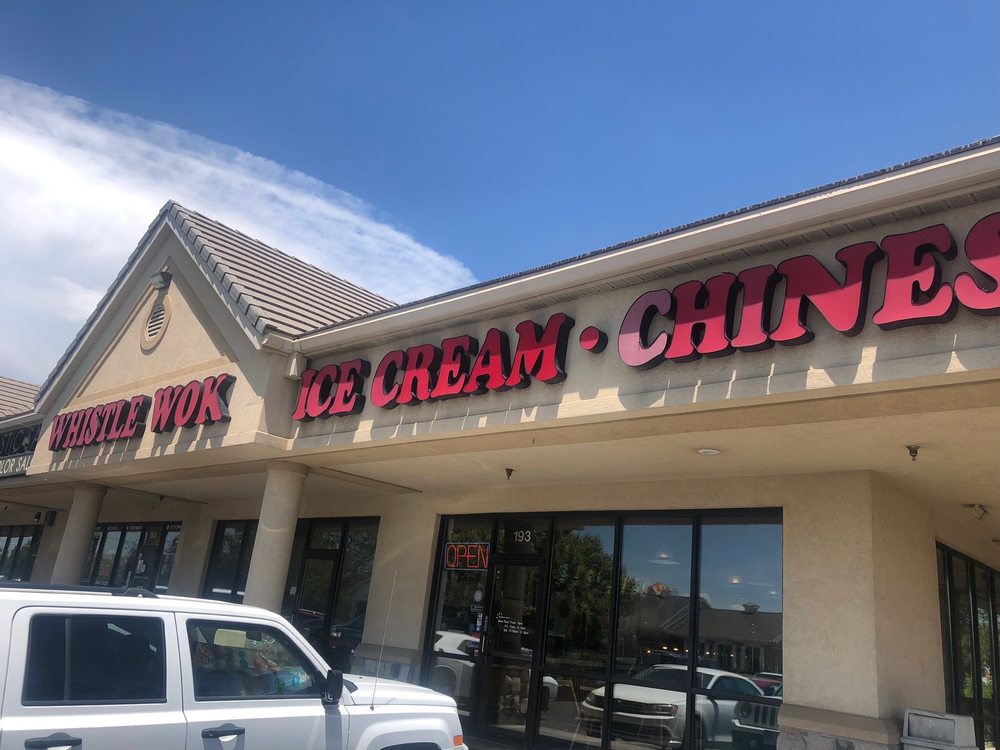 WHISTLE WOK
ICE CREAM • CHINES
OPEN
193